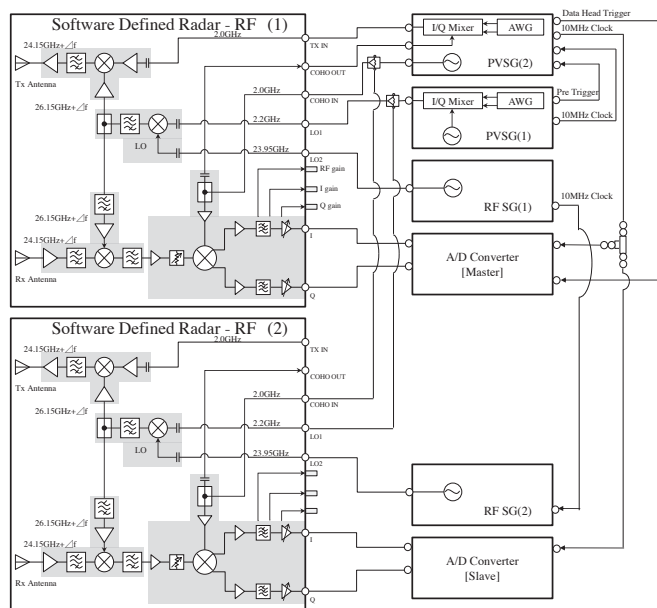 Software Defined Radar - RF (1)
2.0GHz
24.15GHz+⊿f
Tx Antenna
26.15GHz+⊿f
2.0GHz
2.2GHz
LO
23.95GHz
26.15GHz+⊿f
24.15GHz+⊿f
Rx Antenna
TX IN
COHO OUT
COHO IN
LO1
LO2
RF gain
I gain
Q gain
I
Q
I/Q Mixer
AWG
PVSG(2)
I/Q Mixer
AWG
PVSG(1)
RF SG(1)
A/D Converter
[Master]
Data Head Trigger
10MHz Clock
Pre Trigger
10MHz Clock
10MHz Clock
Software Defined Radar - RF (2)
2.0GHz
24.15GHz+⊿f
Tx Antenna
26.15GHz+⊿f
2.0GHz
2.2GHz
LO
23.95GHz
26.15GHz+⊿f
24.15GHz+⊿f
Rx Antenna
TX IN
COHO OUT
COHO IN
LO1
LO2
I
Q
RF SG(2)
A/D Converter
[Slave]